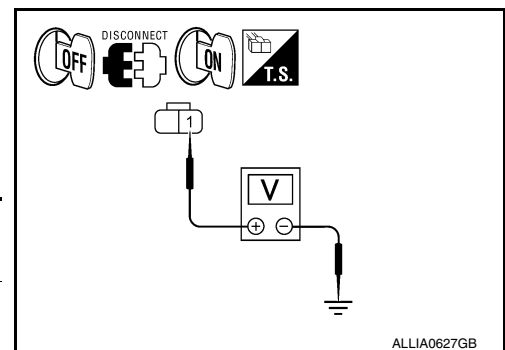 DISCONNECT
OFF
ON
T.S.
1
V
+ −
ALLIA0627GB